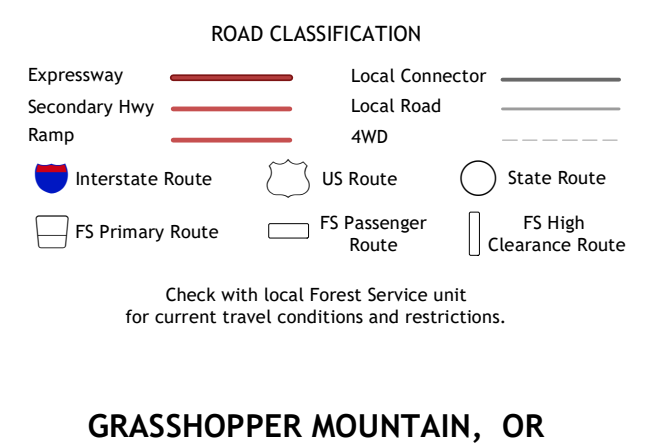 ROAD CLASSIFICATION
Expressway
Local Connector
Secondary Hwy
Local Road
Ramp
4WD
Interstate Route
US Route
State Route
FS Primary Route
FS Passenger
Route
FS High
Clearance Route
Check with local Forest Service unit
for current travel conditions and restrictions.
GRASSHOPPER MOUNTAIN, OR